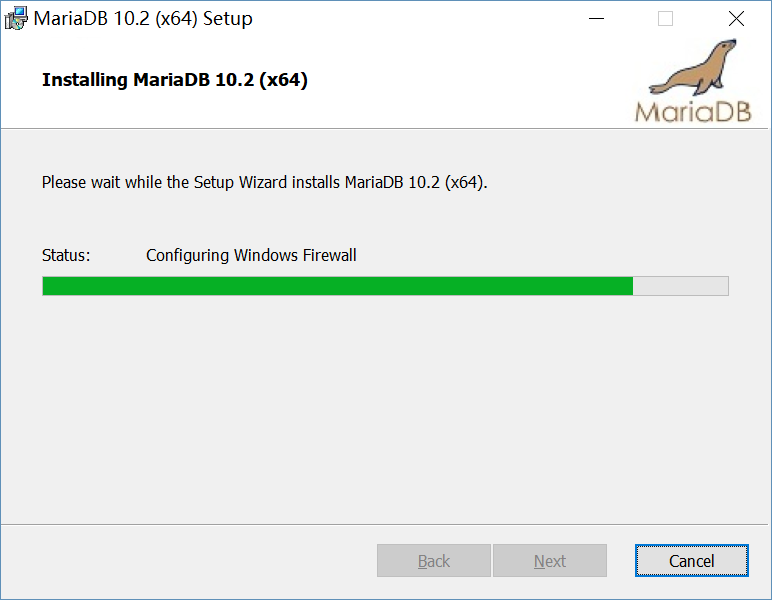 MariaDB 10.2 (x64) Setup
Installing MariaDB 10.2 (x64)
MariaDB
Please wait while the Setup Wizard installs MariaDB 10.2 (x64).
Status: Configuring Windows Firewall
Back Next Cancel